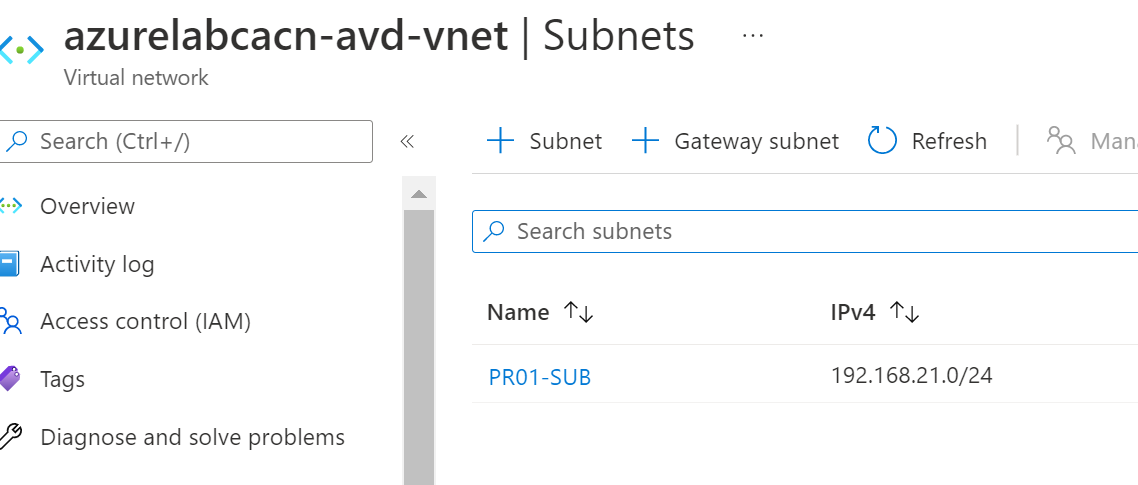 azurelabcacn-avd-vnet | Subnets ...
Virtual network
Search (Ctrl+/)
«
Subnet
Gateway subnet
Refresh
Overview
Activity log
Access control (IAM)
Tags
Diagnose and solve problems
Search subnets
Name
IPv4
PR01-SUB
192.168.21.0/24